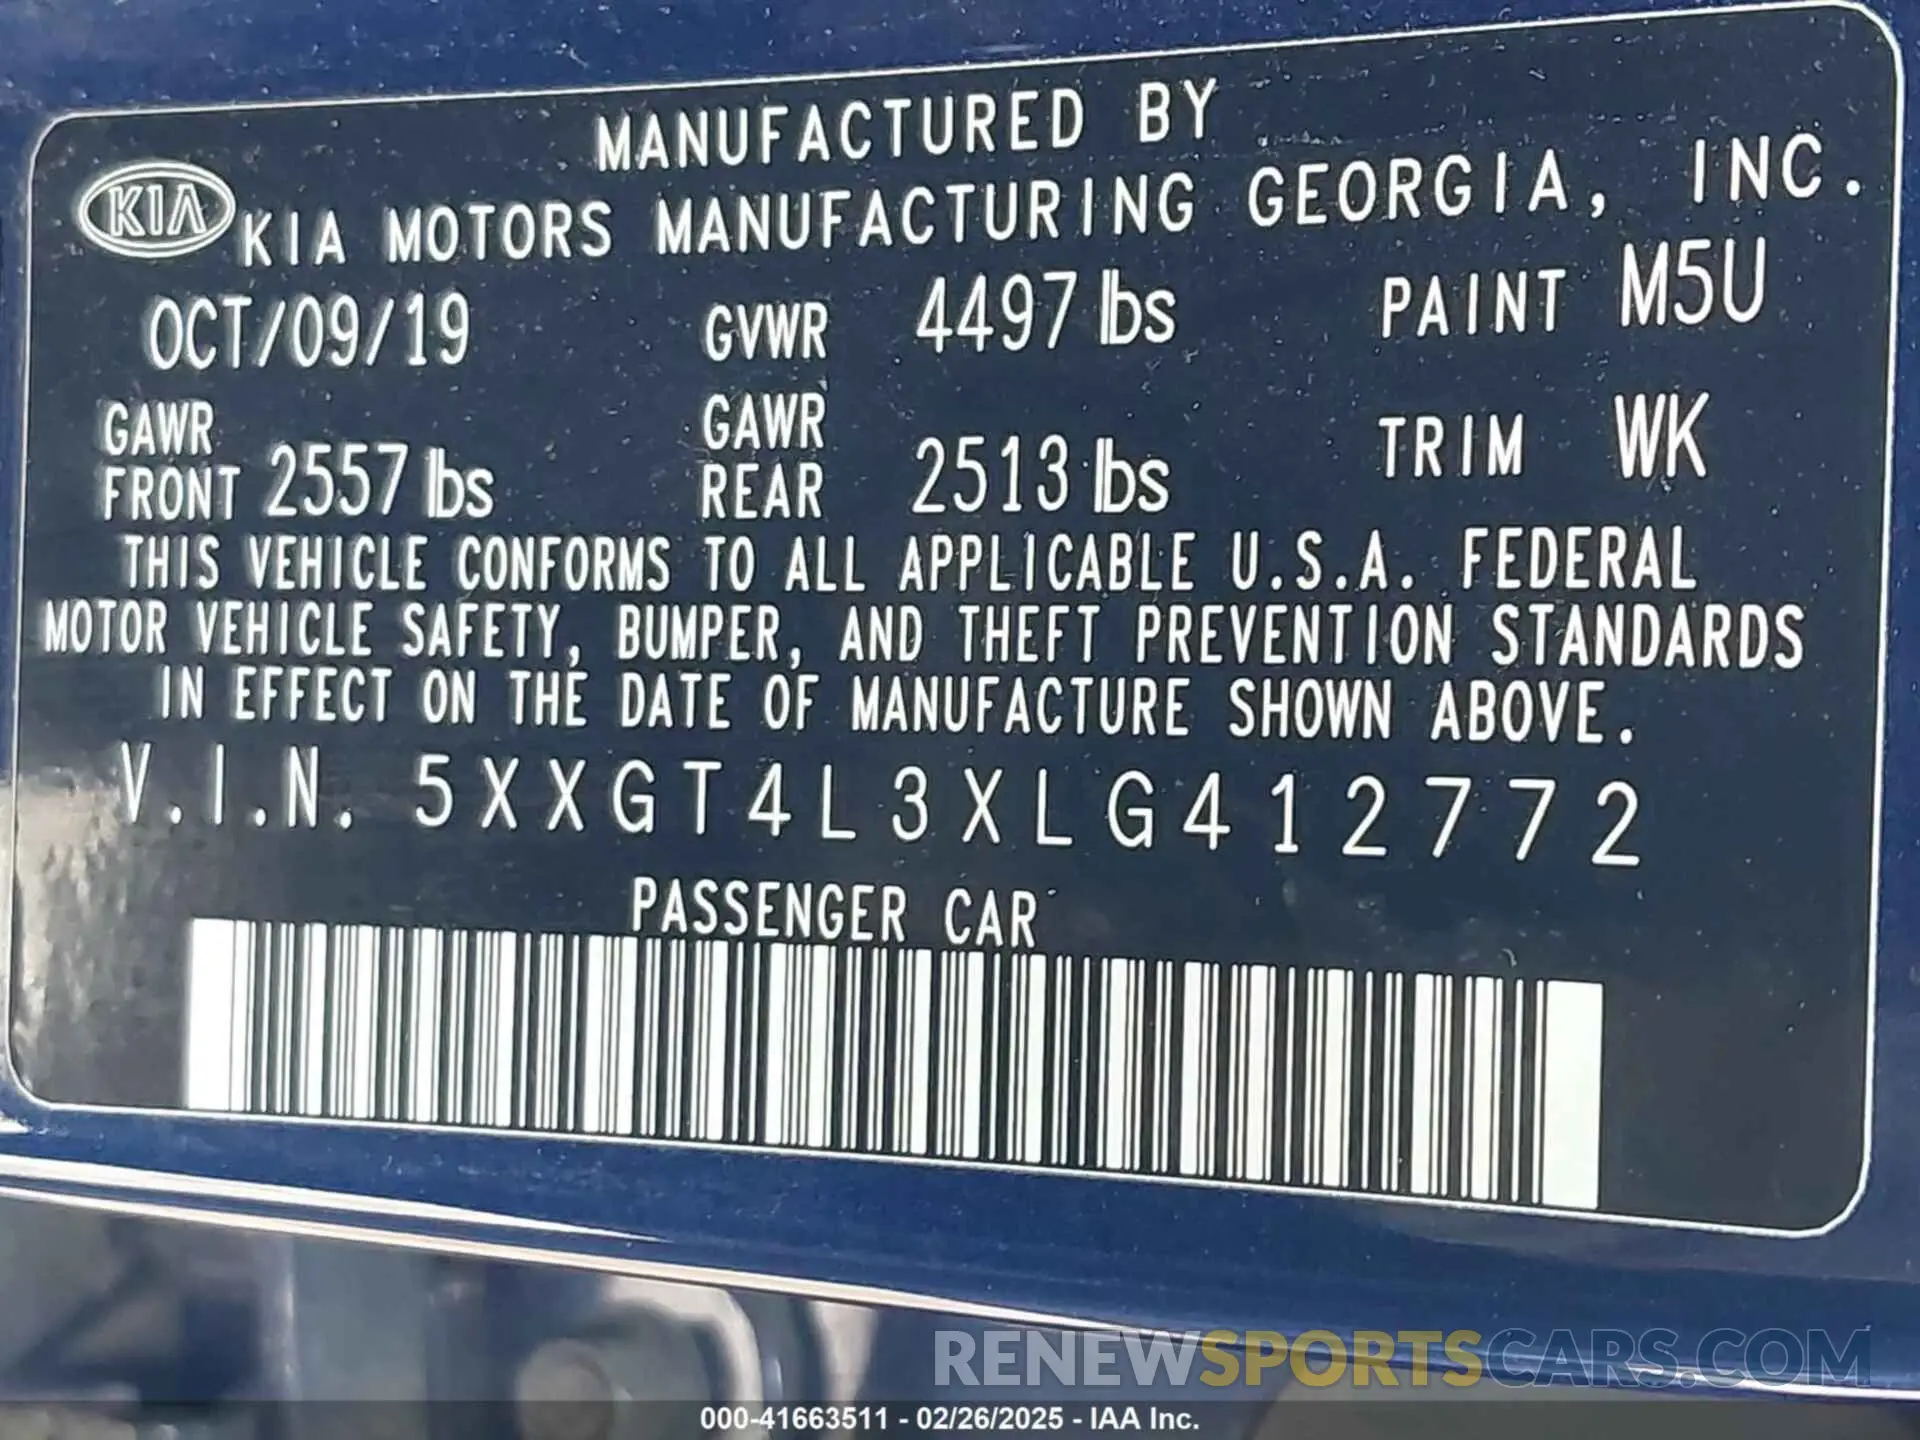 MANUFACTURED BY
KIA KIA MOTORS MANUFACTURING GEORGIA, INC.
OCT/09/19 GVWR 4497 lbs PAINT M5U
GAWR FRONT 2557 lbs GAWR REAR 2513 lbs TRIM WK
THIS VEHICLE CONFORMS TO ALL APPLICABLE U.S.A. FEDERAL
MOTOR VEHICLE SAFETY, BUMPER, AND THEFT PREVENTION STANDARDS
IN EFFECT ON THE DATE OF MANUFACTURE SHOWN ABOVE.
V.I.N. 5XXGT4L3XLG412772
PASSENGER CAR
RENEWSPORTSCARS.COM
000-41663511 - 02/26/2025 - IAA Inc.